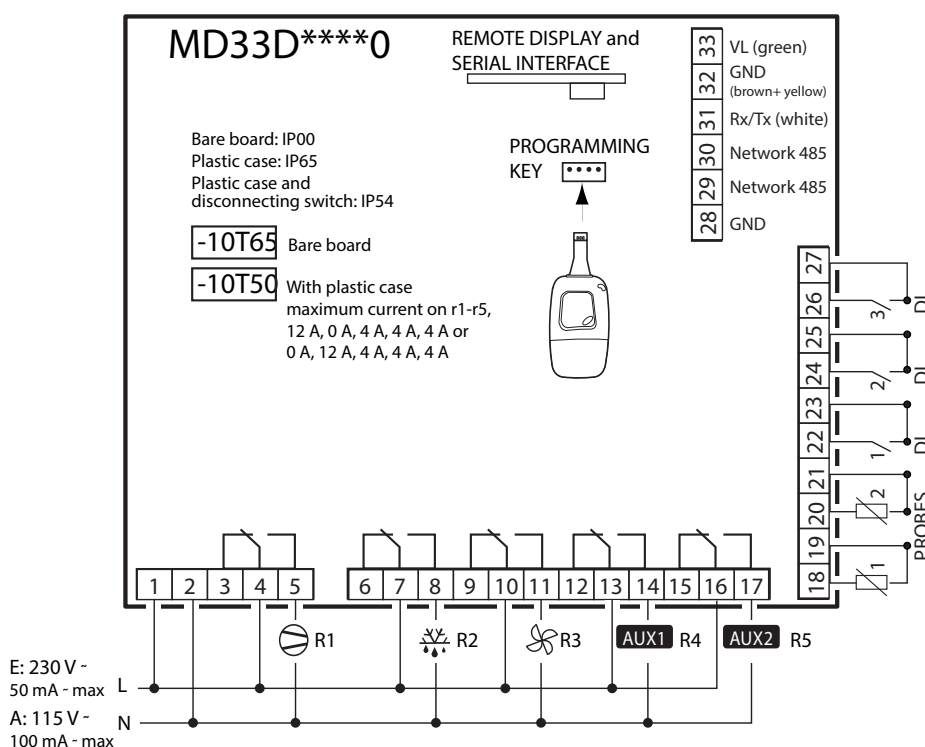 MD33D****0
REMOTE DISPLAY and
SERIAL INTERFACE
33 VL (green)
32 GND
(brown+ yellow)
31 Rx/Tx (white)
30 Network 485
29 Network 485
28 GND
Bare board: IP00
Plastic case: IP65
Plastic case and
disconnecting switch: IP54
PROGRAMMING
KEY
-10T65 Bare board
-10T50 With plastic case
maximum current on r1-r5,
12 A, 0 A, 4 A, 4 A, 4 A or
0 A, 12 A, 4 A, 4 A, 4 A
27
26 3 DI
25
24 2 DI
23
22 1 DI
21
20 2
19 PROBES
18 1
1 2 3 4 5 6 7 8 9 10 11 12 13 14 15 16 17
R1 R2 R3 AUX1 R4 AUX2 R5
E: 230 V ~
50 mA ~ max L
A: 115 V ~ N
100 mA ~ max